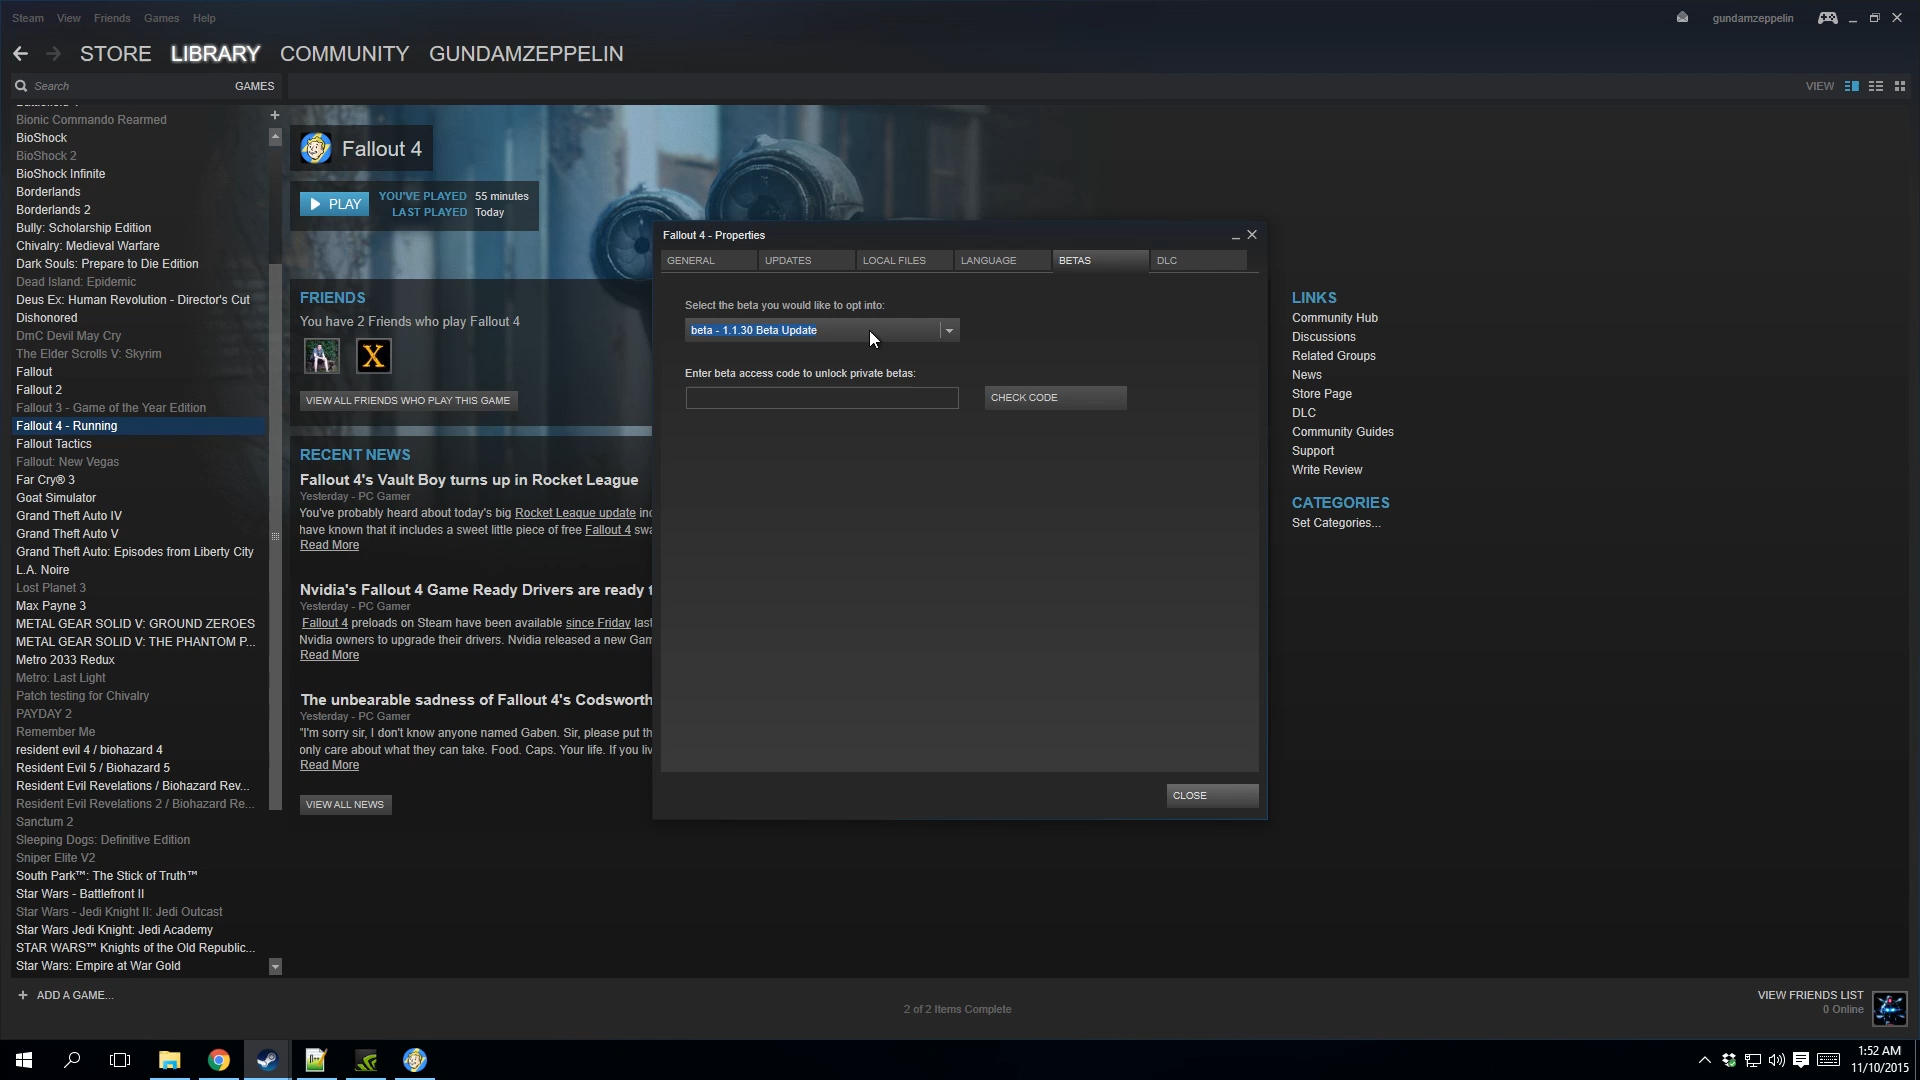 Steam View Friends Games Help
gundamzeppelin
STORE LIBRARY COMMUNITY GUNDAMZEPPELIN
Search GAMES
VIEW
Bionic Commando Rearmed
BioShock
BioShock 2
BioShock Infinite
Borderlands
Borderlands 2
Bully: Scholarship Edition
Chivalry: Medieval Warfare
Dark Souls: Prepare to Die Edition
Dead Island: Epidemic
Deus Ex: Human Revolution - Director's Cut
Dishonored
DmC Devil May Cry
The Elder Scrolls V: Skyrim
Fallout
Fallout 2
Fallout 3 - Game of the Year Edition
Fallout 4 - Running
Fallout Tactics
Fallout: New Vegas
Far Cry® 3
Goat Simulator
Grand Theft Auto IV
Grand Theft Auto V
Grand Theft Auto: Episodes from Liberty City
L.A. Noire
Lost Planet 3
Max Payne 3
METAL GEAR SOLID V: GROUND ZEROES
METAL GEAR SOLID V: THE PHANTOM P...
Metro 2033 Redux
Metro: Last Light
Patch testing for Chivalry
PAYDAY 2
Remember Me
resident evil 4 / biohazard 4
Resident Evil 5 / Biohazard 5
Resident Evil Revelations / Biohazard Rev...
Resident Evil Revelations 2 / Biohazard Re...
Sanctum 2
Sleeping Dogs: Definitive Edition
Sniper Elite V2
South Park™: The Stick of Truth™
Star Wars - Battlefront II
Star Wars - Jedi Knight II: Jedi Outcast
Star Wars Jedi Knight: Jedi Academy
STAR WARS™ Knights of the Old Republic...
Star Wars: Empire at War Gold
+ ADD A GAME...
Fallout 4
PLAY
YOU'VE PLAYED 55 minutes
LAST PLAYED Today
FRIENDS
You have 2 Friends who play Fallout 4
X
VIEW ALL FRIENDS WHO PLAY THIS GAME
RECENT NEWS
Fallout 4's Vault Boy turns up in Rocket League
Yesterday - PC Gamer
You've probably heard about today's big Rocket League update
have known that it includes a sweet little piece of free Fallout 4
Read More
Nvidia's Fallout 4 Game Ready Drivers are ready
Yesterday - PC Gamer
Fallout 4 preloads on Steam have been available since Friday
Nvidia owners to upgrade their drivers. Nvidia released a new
Read More
The unbearable sadness of Fallout 4's Codsworth
Yesterday - PC Gamer
"I'm sorry sir, I don't know anyone named Gaben. Sir, please put
only care about what they can take. Food. Caps. Your life. If you
Read More
VIEW ALL NEWS
Fallout 4 - Properties
GENERAL UPDATES LOCAL FILES LANGUAGE BETAS DLC
Select the beta you would like to opt into:
beta - 1.1.30 Beta Update
Enter beta access code to unlock private betas:
CHECK CODE
CLOSE
LINKS
Community Hub
Discussions
Related Groups
News
Store Page
DLC
Community Guides
Support
Write Review
CATEGORIES
Set Categories...
2 of 2 Items Complete
VIEW FRIENDS LIST
0 Online
1:52 AM
11/10/2015